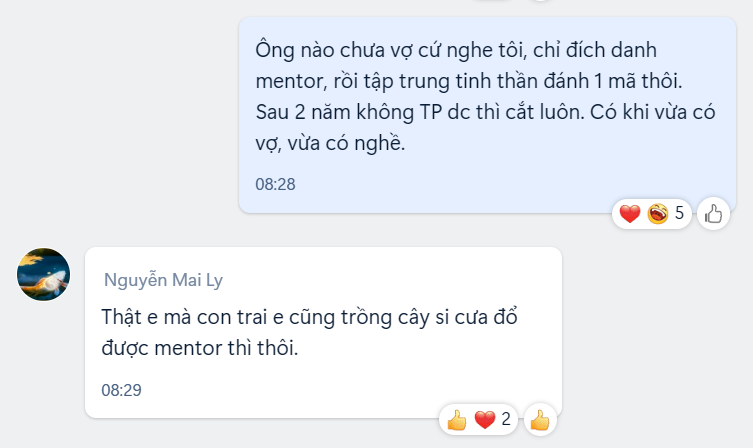 Ông nào chưa vợ cứ nghe tôi, chỉ đích danh
mentor, rồi tập trung tinh thần đánh 1 mã thôi.
Sau 2 năm không TP dc thì cắt luôn. Có khi vừa có
vợ, vừa có nghề.
08:28
5
Nguyễn Mai Ly
Thật e mà con trai e cũng trồng cây si cưa đổ
được mentor thì thôi.
08:29
2